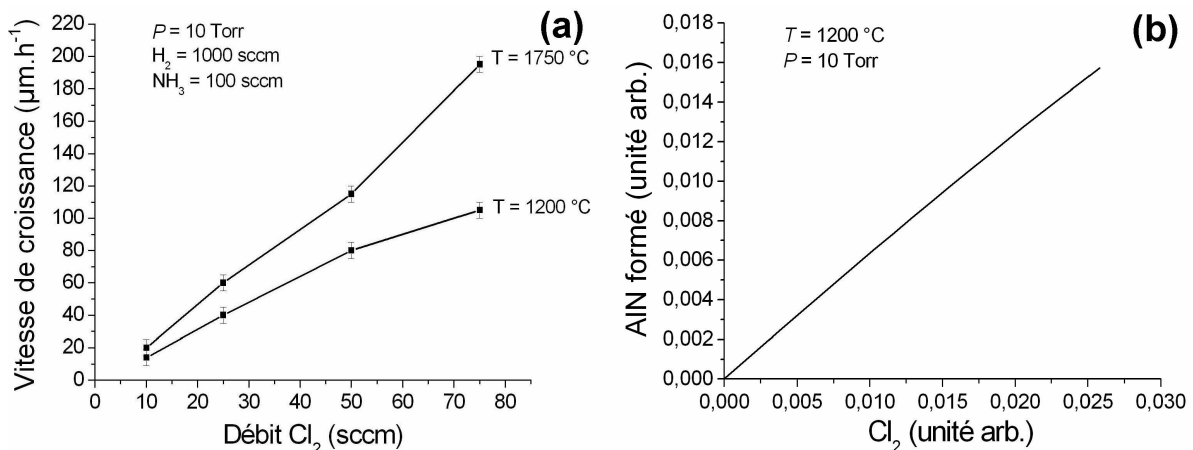 (a)
P = 10 Torr
H₂ = 1000 sccm
NH₃ = 100 sccm
T = 1750 °C
T = 1200 °C
Vitesse de croissance (µm.h⁻¹)
220
200
180
160
140
120
100
80
60
40
20
0
0 10 20 30 40 50 60 70 80
Débit Cl₂ (sccm)
(b)
T = 1200 °C
P = 10 Torr
AlN formé (unité arb.)
0,018
0,016
0,014
0,012
0,010
0,008
0,006
0,004
0,002
0,000
0,000 0,005 0,010 0,015 0,020 0,025 0,030
Cl₂ (unité arb.)